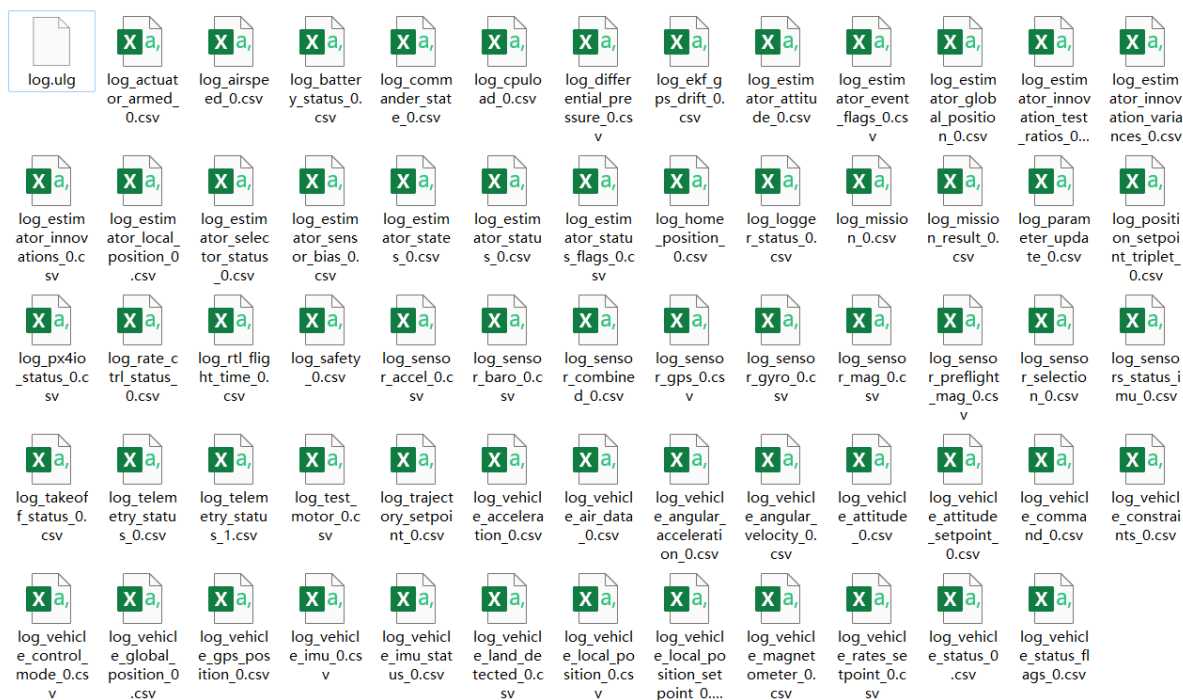 log.ulg
log_actuat
or_armed_
0.csv
log_airspe
ed_0.csv
log_batter
y_status_0.
csv
log_comm
ander_stat
e_0.csv
log_cpulo
ad_0.csv
log_differ
ential_pre
ssure_0.cs
v
log_ekf_g
ps_drift_0.
csv
log_estim
ator_attitu
de_0.csv
log_estim
ator_event
_flags_0.cs
v
log_estim
ator_glob
al_positio
n_0.csv
log_estim
ator_innov
ation_test
_ratios_0...
log_estim
ator_innov
ation_varia
nces_0.csv
log_estim
ator_innov
ations_0.c
sv
log_estim
ator_local_
position_0
.csv
log_estim
ator_selec
tor_status
_0.csv
log_estim
ator_sens
or_bias_0.
csv
log_estim
ator_state
s_0.csv
log_estim
ator_statu
s_0.csv
log_estim
ator_statu
s_flags_0.c
sv
log_home
_position_
0.csv
log_logge
r_status_0.
csv
log_missio
n_0.csv
log_missio
n_result_0.
csv
log_param
eter_upda
te_0.csv
log_positi
on_setpoi
nt_triplet_
0.csv
log_px4io
_status_0.c
sv
log_rate_c
trl_status_
0.csv
log_rtl_flig
ht_time_0.
csv
log_safety
_0.csv
log_senso
r_accel_0.c
sv
log_senso
r_baro_0.c
sv
log_senso
r_combine
d_0.csv
log_senso
r_gps_0.cs
v
log_senso
r_gyro_0.c
sv
log_senso
r_mag_0.c
sv
log_senso
r_preflight
_mag_0.cs
v
log_senso
r_selectio
n_0.csv
log_senso
rs_status_i
mu_0.csv
log_takeof
f_status_0.
csv
log_telem
etry_statu
s_0.csv
log_telem
etry_statu
s_1.csv
log_test_
motor_0.c
sv
log_traject
ory_setpoi
nt_0.csv
log_vehicl
e_accelera
tion_0.csv
log_vehicl
e_air_data
_0.csv
log_vehicl
e_angular_
accelerati
on_0.csv
log_vehicl
e_angular_
velocity_0.
csv
log_vehicl
e_attitude
_0.csv
log_vehicl
e_attitude
_setpoint_
0.csv
log_vehicl
e_comma
nd_0.csv
log_vehicl
e_constrai
nts_0.csv
log_vehicl
e_control_
mode_0.cs
v
log_vehicl
e_global_
position_0
.csv
log_vehicl
e_gps_pos
ition_0.csv
log_vehicl
e_imu_0.cs
v
log_vehicl
e_imu_stat
us_0.csv
log_vehicl
e_land_de
tected_0.c
sv
log_vehicl
e_local_po
sition_0.cs
v
log_vehicl
e_local_po
sition_set
point_0....
log_vehicl
e_magnet
ometer_0.
csv
log_vehicl
e_rates_se
tpoint_0.c
sv
log_vehicl
e_status_0
.csv
log_vehicl
e_status_fl
ags_0.csv